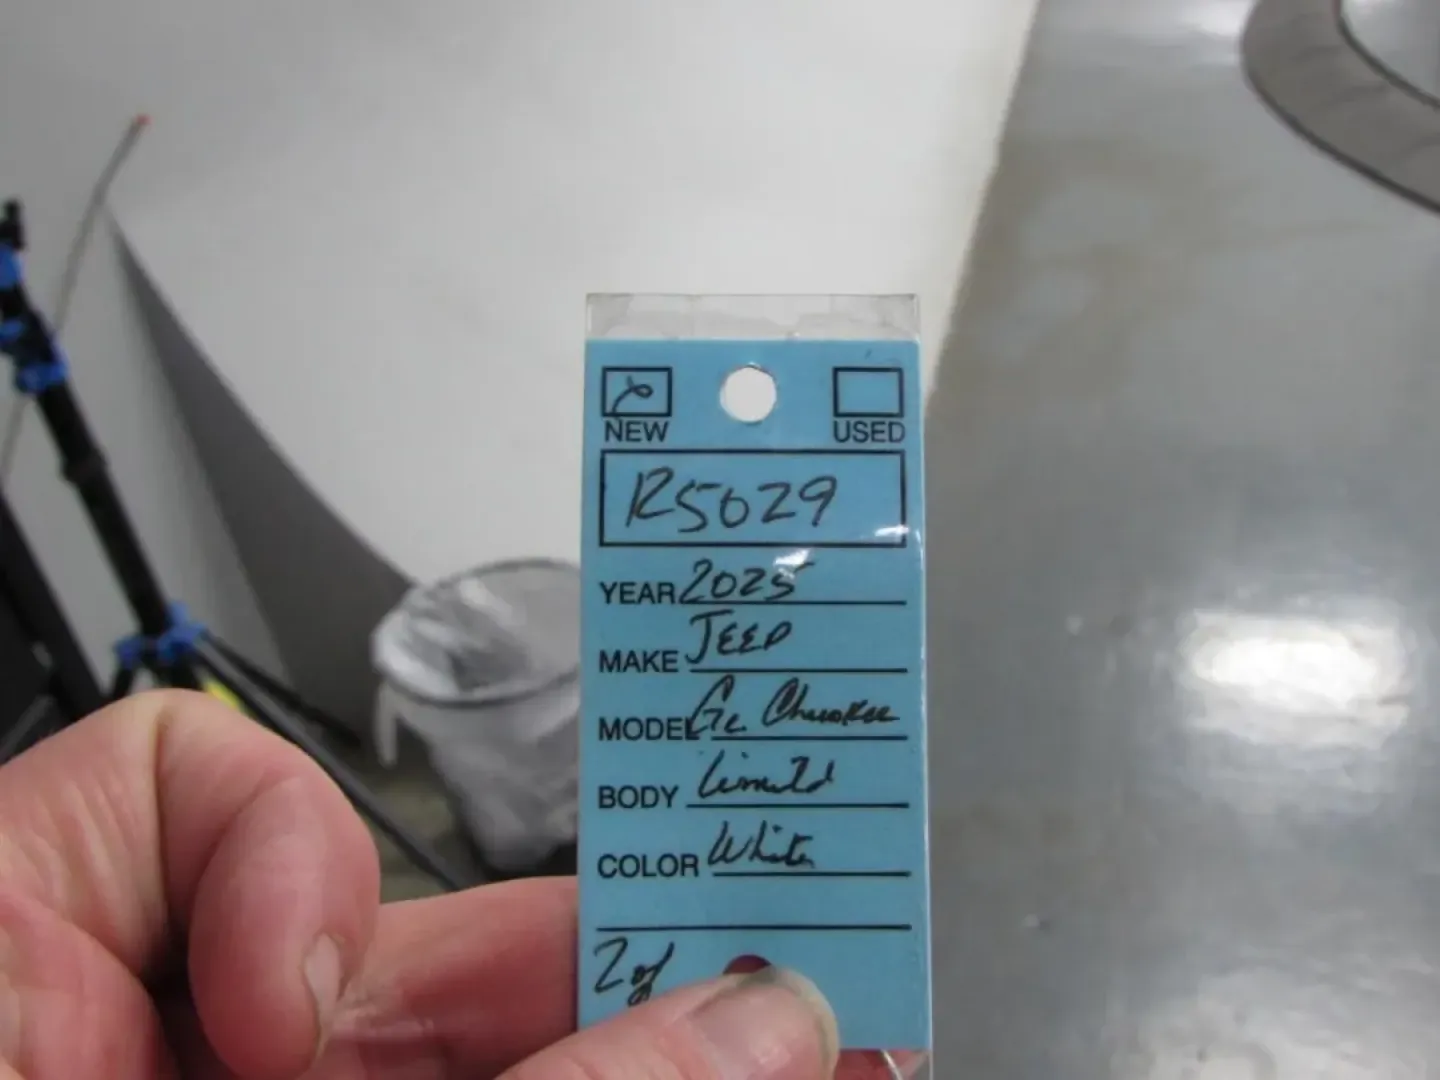 NEW USED
R5029
YEAR 2025
MAKE JEEP
MODEL Gr Cherokee
BODY Limited
COLOR White
2 of